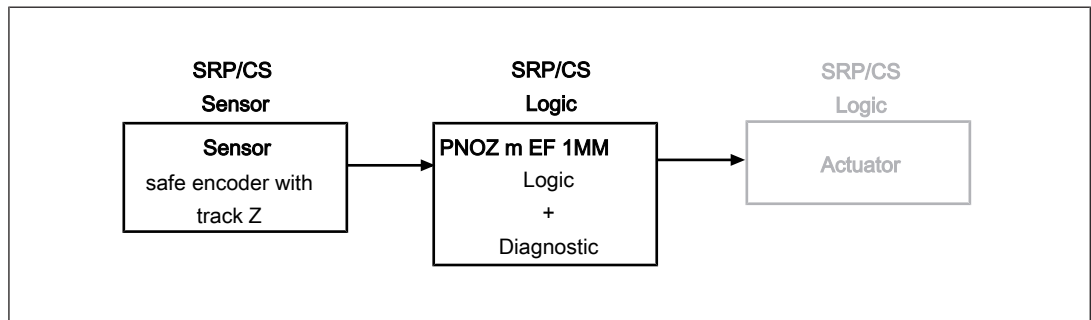 SRP/CS
Sensor
Sensor
safe encoder with
track Z
SRP/CS
Logic
PNOZ m EF 1MM
Logic
+
Diagnostic
SRP/CS
Logic
Actuator